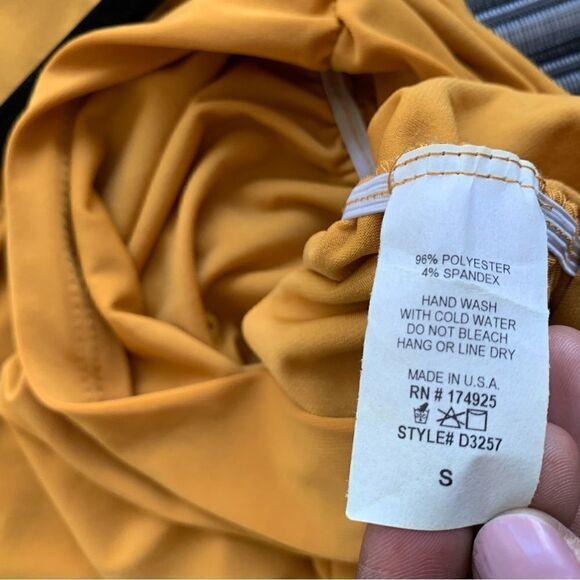 96% POLYESTER
4% SPANDEX
HAND WASH
WITH COLD WATER
DO NOT BLEACH
HANG OR LINE DRY
MADE IN U.S.A.
RN # 174925
STYLE# D3257
S